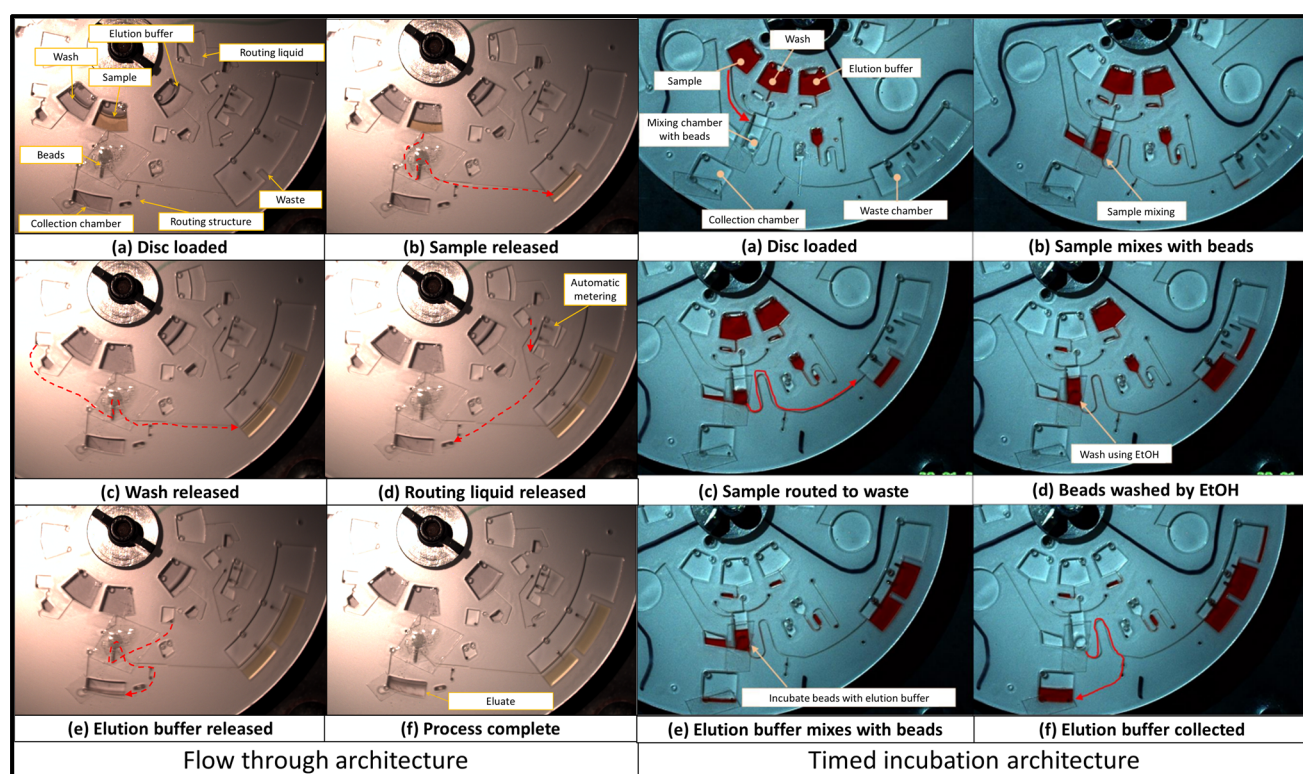 Elution buffer
Wash
Sample
Routing liquid
Beads
Waste
Collection chamber
Routing structure
(a) Disc loaded
(b) Sample released
Automatic
metering
(c) Wash released
(d) Routing liquid released
Eluate
(e) Elution buffer released
(f) Process complete
Flow through architecture
Wash
Sample
Elution buffer
Mixing chamber
with beads
Collection chamber
Waste chamber
(a) Disc loaded
Sample mixing
(b) Sample mixes with beads
(c) Sample routed to waste
Wash using EtOH
(d) Beads washed by EtOH
Incubate beads with elution buffer
(e) Elution buffer mixes with beads
(f) Elution buffer collected
Timed incubation architecture